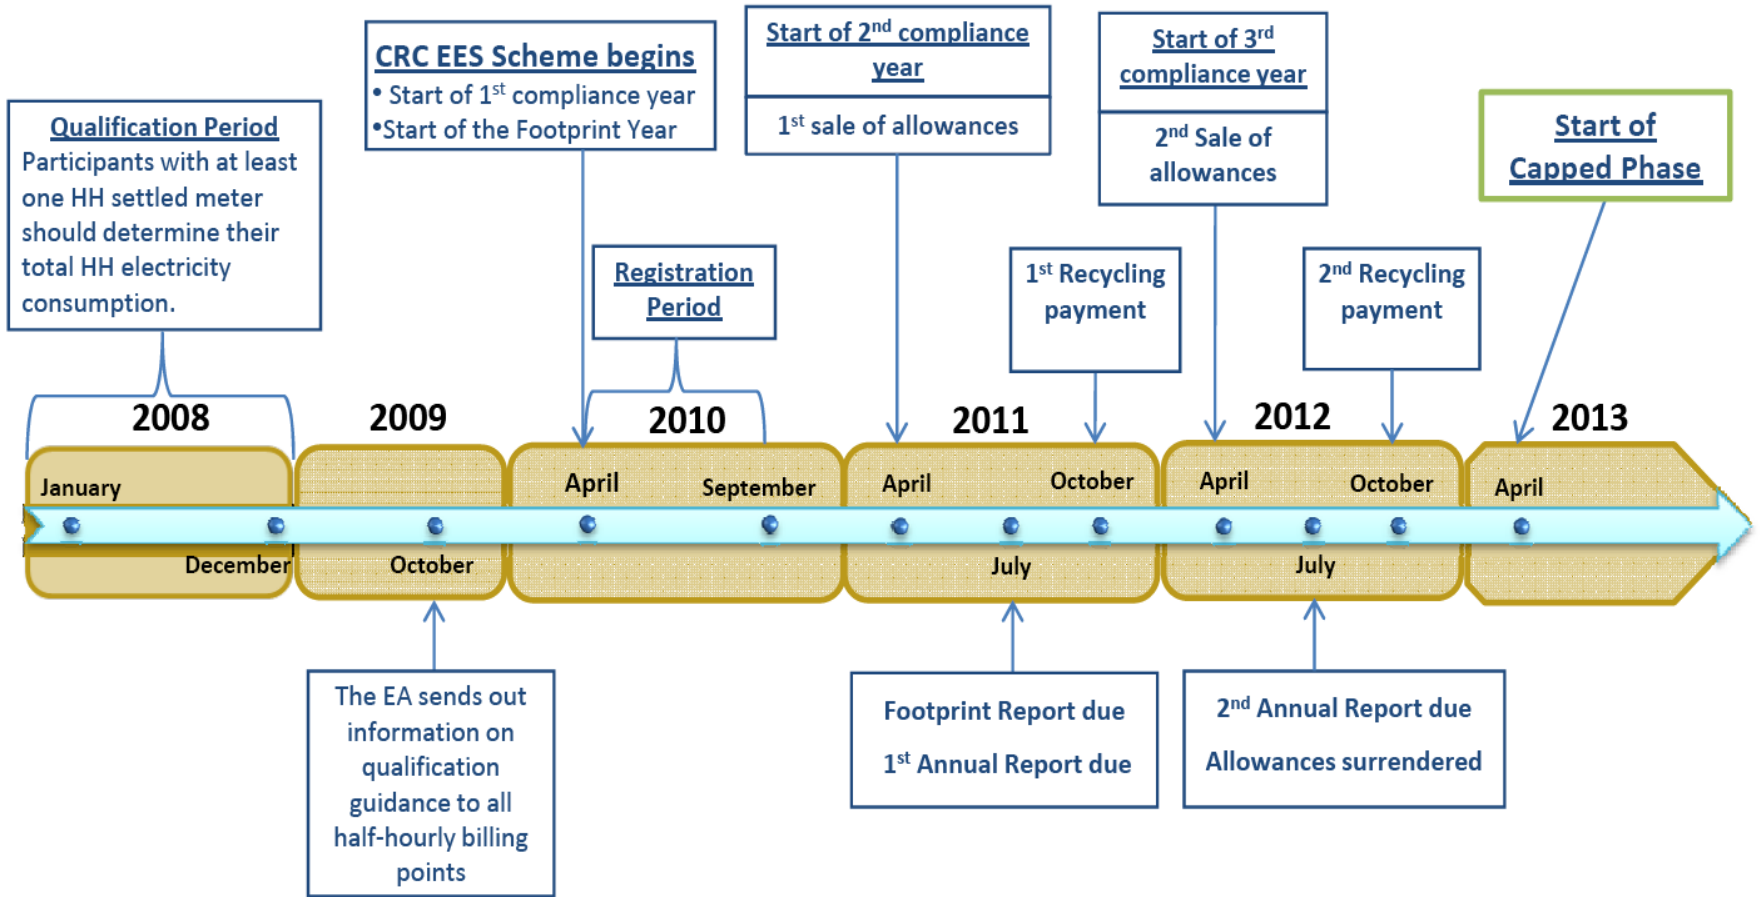 Qualification Period
Participants with at least
one HH settled meter
should determine their
total HH electricity
consumption.
CRC EES Scheme begins
• Start of 1st compliance year
•Start of the Footprint Year
Registration
Period
Start of 2nd compliance
year
1st sale of allowances
1st Recycling
payment
Start of 3rd
compliance year
2nd Sale of
allowances
2nd Recycling
payment
Start of
Capped Phase
2008
2009
2010
2011
2012
2013
January
April
September
April
October
April
October
April
December
October
July
July
The EA sends out
information on
qualification
guidance to all
half-hourly billing
points
Footprint Report due
1st Annual Report due
2nd Annual Report due
Allowances surrendered